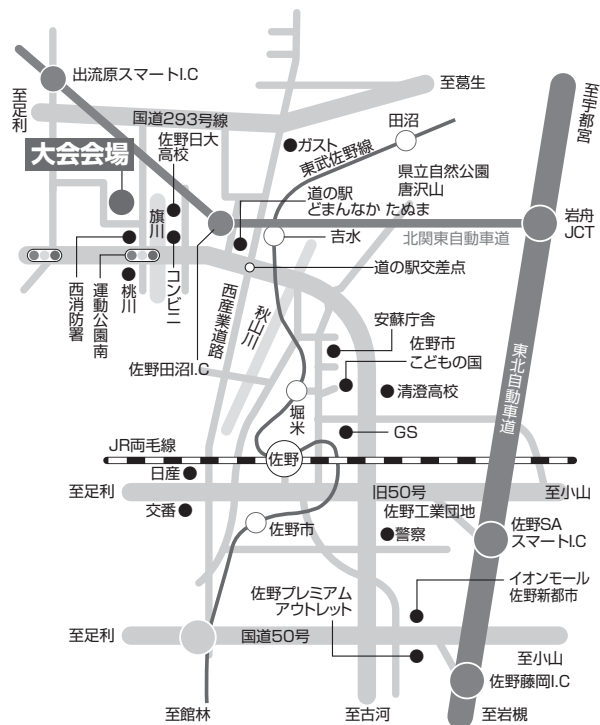 出流原スマートI.C
至足利
国道293号線
至葛生
田沼
至宇都宮
佐野日大
高校
ガスト
東武佐野線
大会会場
県立自然公園
唐沢山
道の駅
どまんなか たぬま
旗川
吉水
北関東自動車道
岩舟
JCT
道の駅交差点
西消防署
運動公園南
桃川
コンビニ
西産業道路
秋山川
佐野田沼I.C
安蘇庁舎
佐野市
こどもの国
清澄高校
東北自動車道
堀米
GS
JR両毛線
佐野
日産
至足利
旧50号
至小山
交番
佐野市
佐野工業団地
警察
佐野SA
スマートI.C
イオンモール
佐野新都市
佐野プレミアム
アウトレット
至足利
国道50号
至小山
佐野藤岡I.C
至館林
至古河
至岩槻